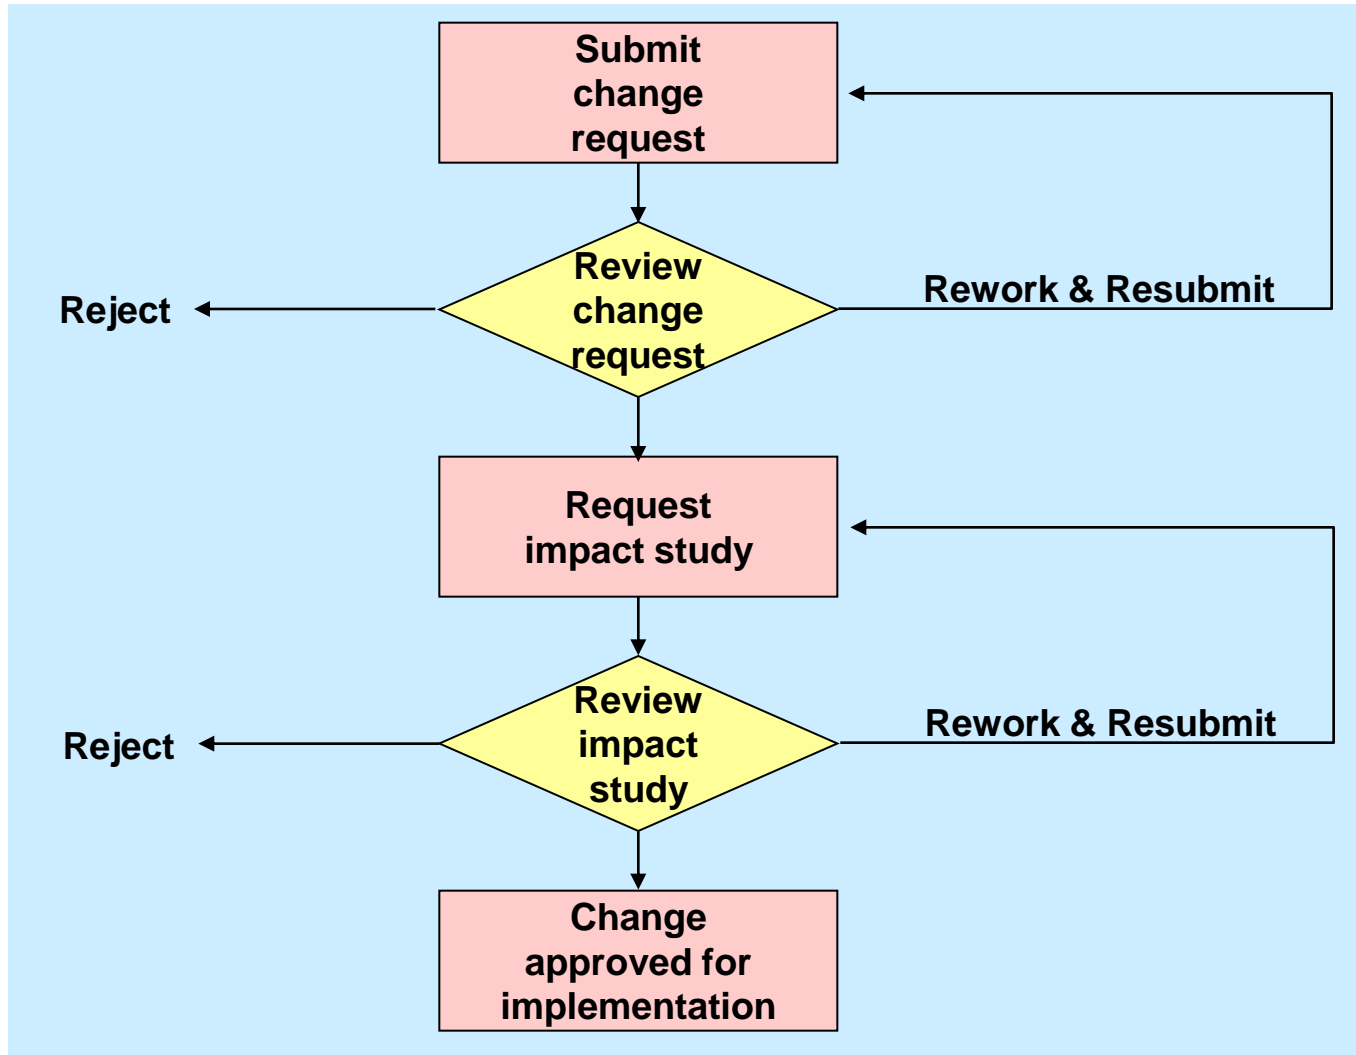 Submit
change
request
Review
change
request
Reject
Rework & Resubmit
Request
impact study
Review
impact
study
Reject
Rework & Resubmit
Change
approved for
implementation